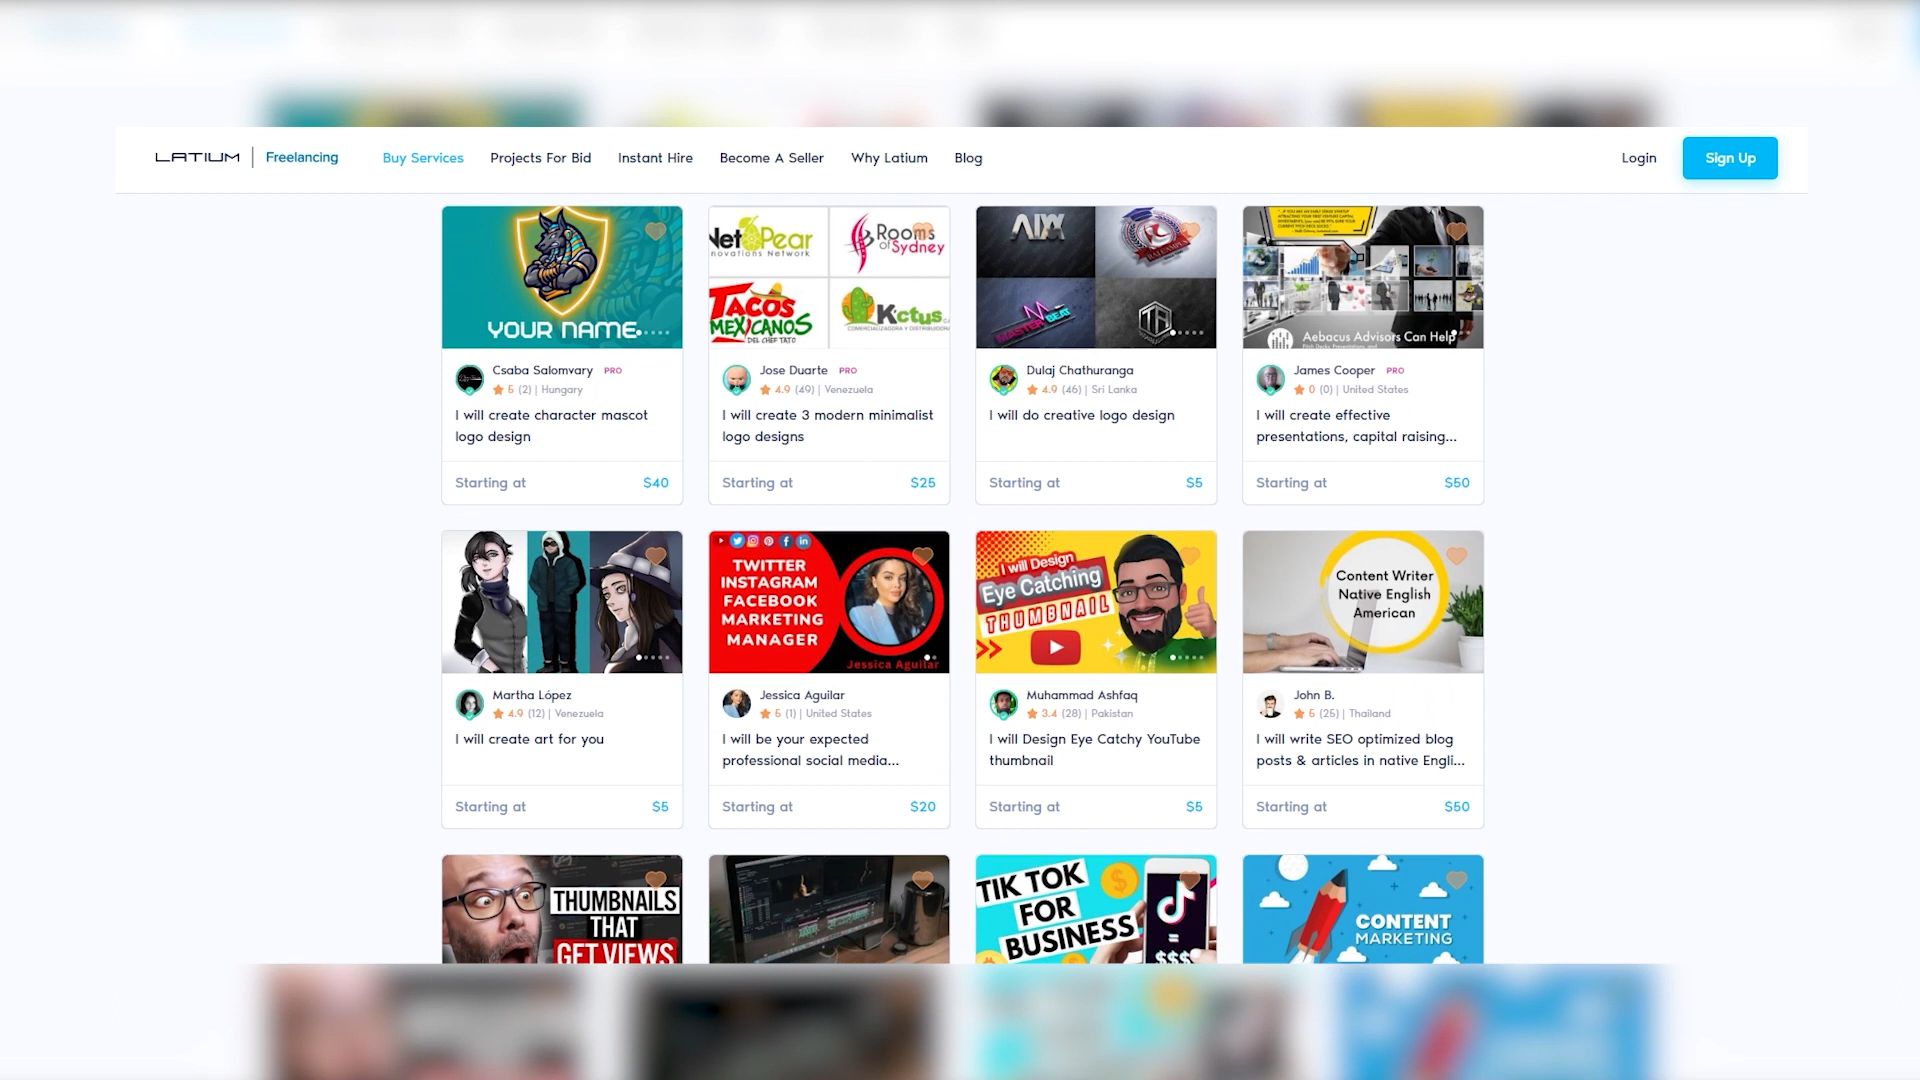 LATIUM | Freelancing Buy Services Projects For Bid Instant Hire Become A Seller Why Latium Blog Login Sign Up
YOUR NAME
Csaba Salomvary PRO
5 (2) | Hungary
I will create character mascot
logo design
Starting at $40
NetPear
novations Network
Rooms
of Sydney
TACOS
MEXICANOS
DEL CHEF TATO
Kctus
COMERCIALIZADORA Y DISTRIBUIDORA
Jose Duarte PRO
4.9 (49) | Venezuela
I will create 3 modern minimalist
logo designs
Starting at $25
MASTER BEAT
Dulaj Chathuranga
4.9 (46) | Sri Lanka
I will do creative logo design
Starting at $5
Aebacus Advisors Can Help
James Cooper PRO
0 (0) | United States
I will create effective
presentations, capital raising...
Starting at $50
Martha López
4.9 (12) | Venezuela
I will create art for you
Starting at $5
TWITTER
INSTAGRAM
FACEBOOK
MARKETING
MANAGER
Jessica Aguilar
Jessica Aguilar
5 (1) | United States
I will be your expected
professional social media...
Starting at $20
I will Design
Eye Catching
THUMBNAIL
Muhammad Ashfaq
3.4 (28) | Pakistan
I will Design Eye Catchy YouTube
thumbnail
Starting at $5
Content Writer
Native English
American
John B.
5 (25) | Thailand
I will write SEO optimized blog
posts & articles in native Engli...
Starting at $50
THUMBNAILS
THAT
GET VIEWS
TIK TOK
FOR
BUSINESS
=
$$$
CONTENT
MARKETING